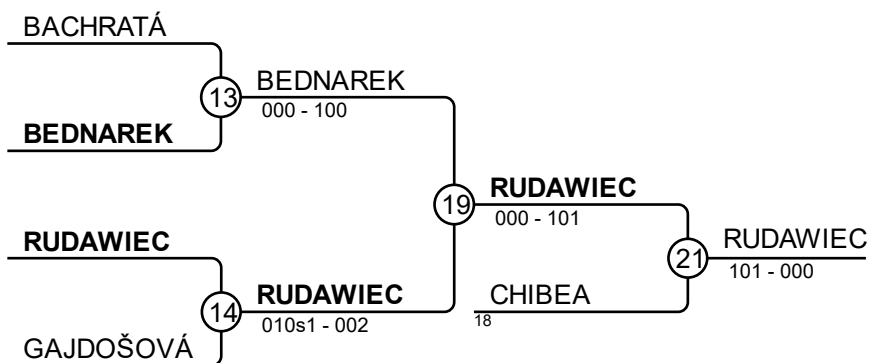 BACHRATÁ
13
BEDNAREK
000 - 100
BEDNAREK
19
RUDAWIEC
000 - 101
RUDAWIEC
21
RUDAWIEC
101 - 000
14
RUDAWIEC
010s1 - 002
CHIBEA
18
GAJDOŠOVÁ